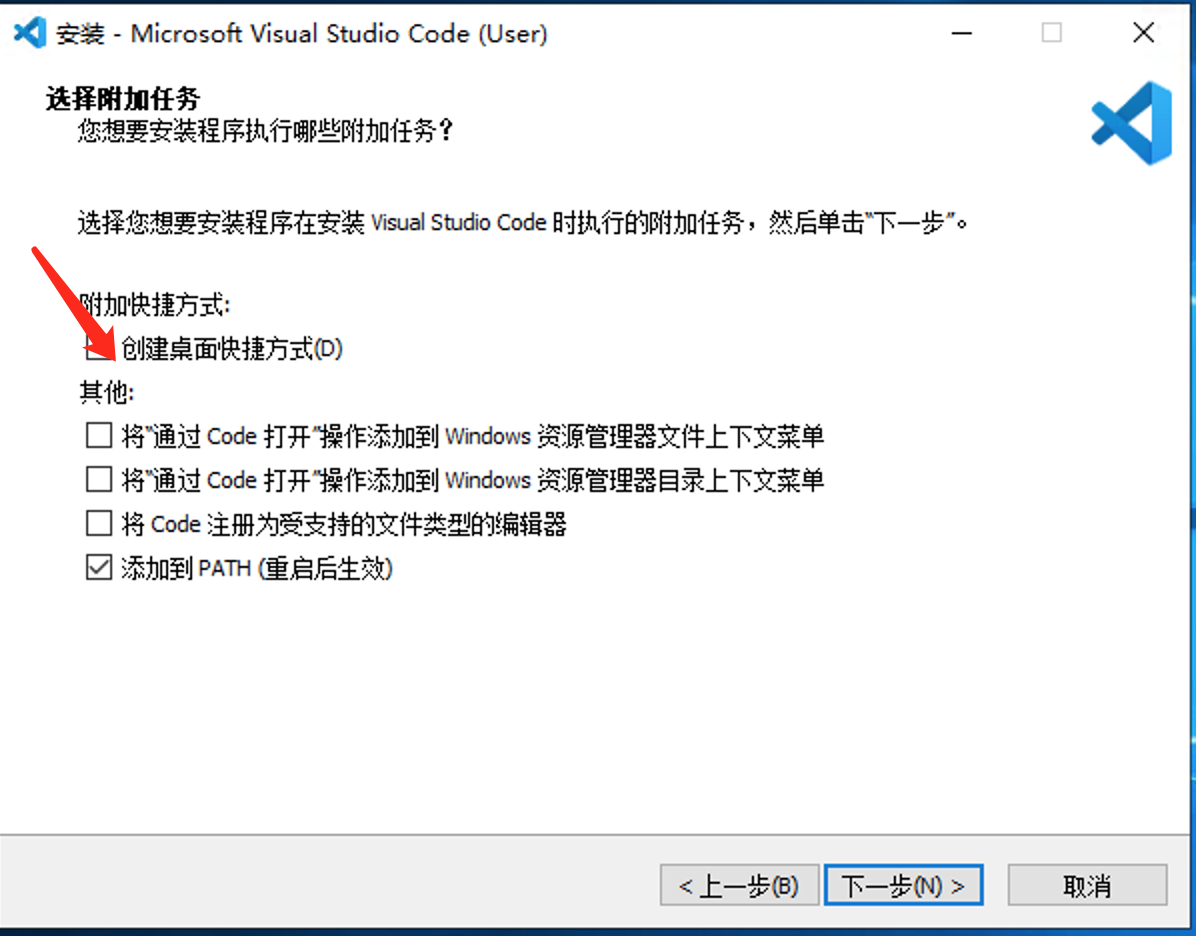 安装 - Microsoft Visual Studio Code (User)
选择附加任务
您想要安装程序执行哪些附加任务？
选择您想要安装程序在安装 Visual Studio Code 时执行的附加任务，然后单击“下一步”。
附加快捷方式:
创建桌面快捷方式(D)
其他:
将“通过 Code 打开”操作添加到 Windows 资源管理器文件上下文菜单
将“通过 Code 打开”操作添加到 Windows 资源管理器目录上下文菜单
将 Code 注册为受支持的文件类型的编辑器
添加到 PATH (重启后生效)
< 上一步(B) 下一步(N) > 取消